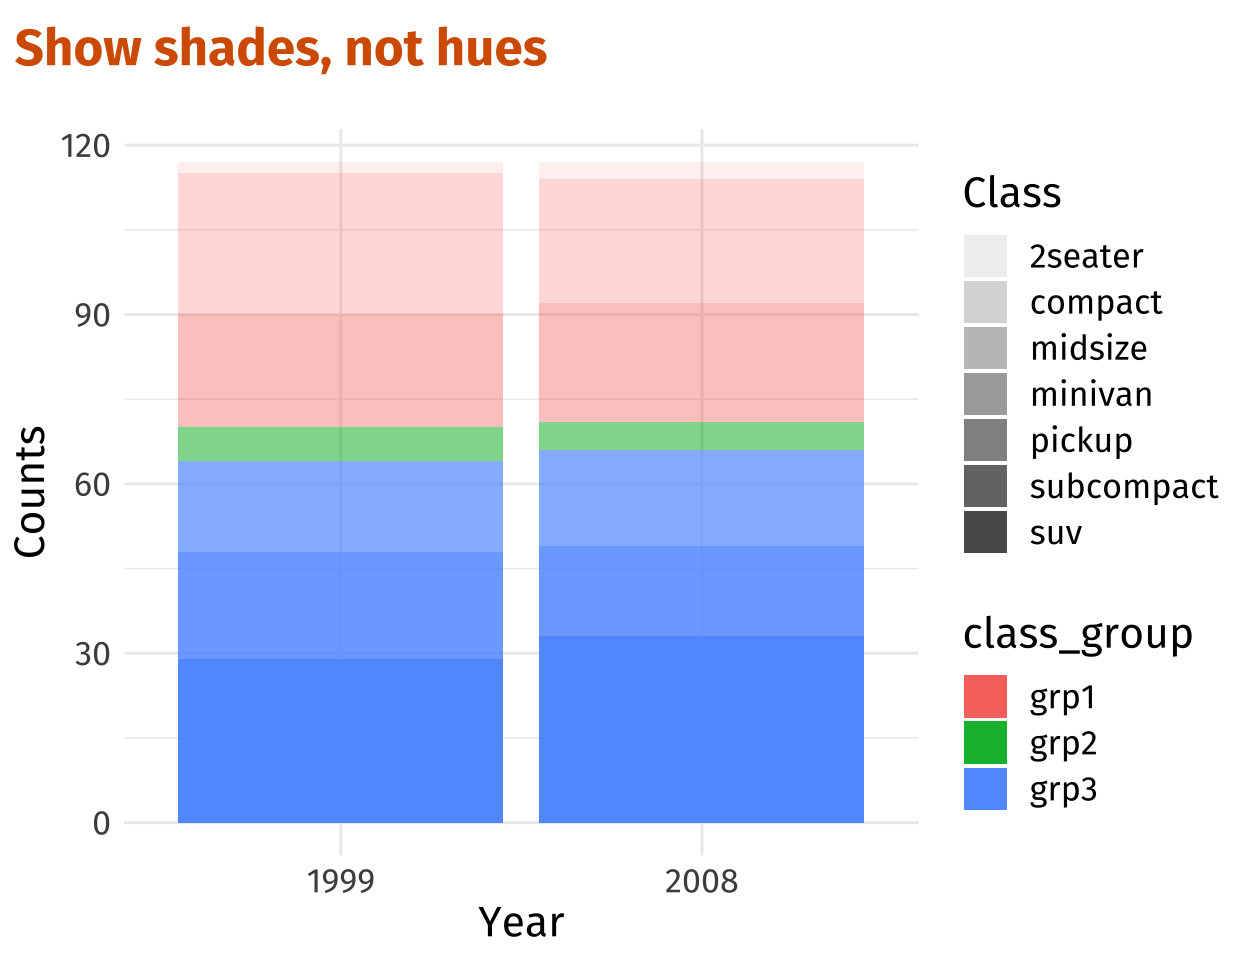 Show shades, not hues
120
90
60
30
0
Counts
1999
2008
Year
Class
2seater
compact
midsize
minivan
pickup
subcompact
suv
class_group
grp1
grp2
grp3